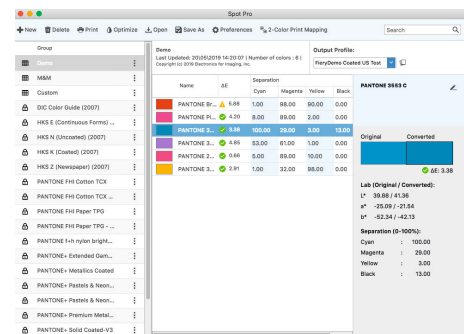 Spot Pro
New Delete Print Optimize Open Save As Preferences 2-Color Print Mapping Search
Group
Demo
M&M
Custom
DIC Color Guide (2007)
HKS E (Continuous Forms) ...
HKS N (Uncoated) (2007)
HKS K (Coated) (2007)
HKS Z (Newspaper) (2007)
PANTONE FHI Cotton TCX
PANTONE FHI Cotton TCX ...
PANTONE FHI Paper TPG
PANTONE FHI Paper TPG - ...
PANTONE f+h nylon bright...
PANTONE+ Extended Gam...
PANTONE+ Metallics Coated
PANTONE+ Pastels & Neon...
PANTONE+ Pastels & Neon...
PANTONE+ Premium Metal...
PANTONE+ Solid Coated-V3
Demo
Last Updated: 20\05\2019 14:20:07 | Number of colors : 6 |
Copyright (c) 2019 Electronics for Imaging, Inc.
Output Profile:
FieryDemo Coated US Test
Name ΔE Separation
Cyan Magenta Yellow Black
PANTONE Br... 5.88 1.00 98.00 90.00 0.00
PANTONE Pl... 4.20 8.00 89.00 2.00 0.00
PANTONE 3... 3.38 100.00 29.00 3.00 13.00
PANTONE 3... 4.85 53.00 61.00 1.00 0.00
PANTONE 2... 0.66 5.00 89.00 10.00 0.00
PANTONE 3... 2.91 1.00 32.00 98.00 0.00
PANTONE 3553 C
Original Converted
ΔE: 3.38
Lab (Original / Converted):
L* 39.88 / 41.36
a* -25.09 / -21.54
b* -52.34 / -42.13
Separation (0-100%):
Cyan : 100.00
Magenta : 29.00
Yellow : 3.00
Black : 13.00